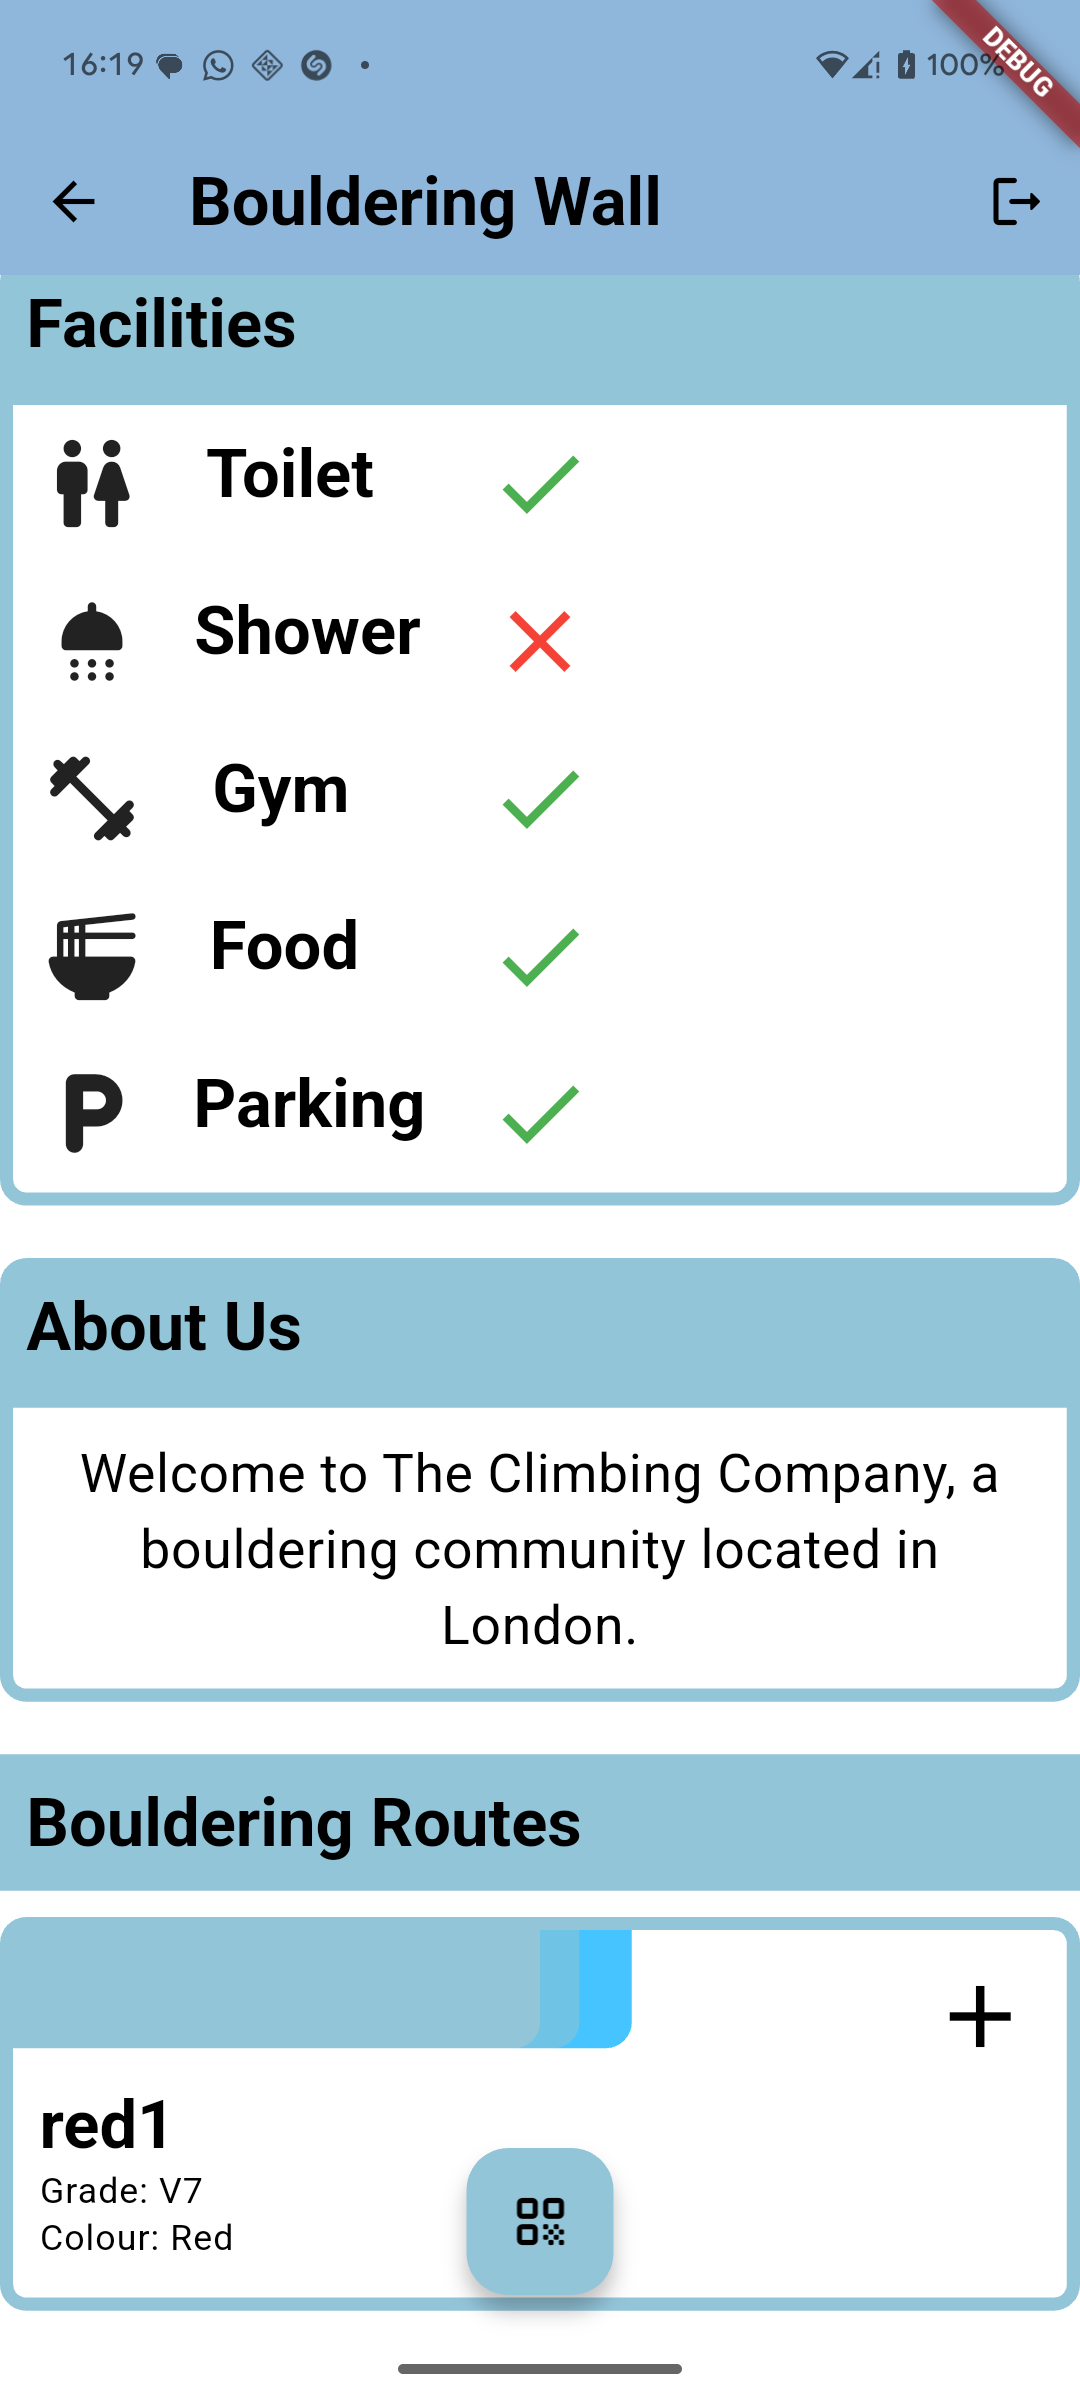 16:19
100%
DEBUG
Bouldering Wall
Facilities
Toilet
Shower
Gym
Food
Parking
About Us
Welcome to The Climbing Company, a
bouldering community located in
London.
Bouldering Routes
red1
Grade: V7
Colour: Red